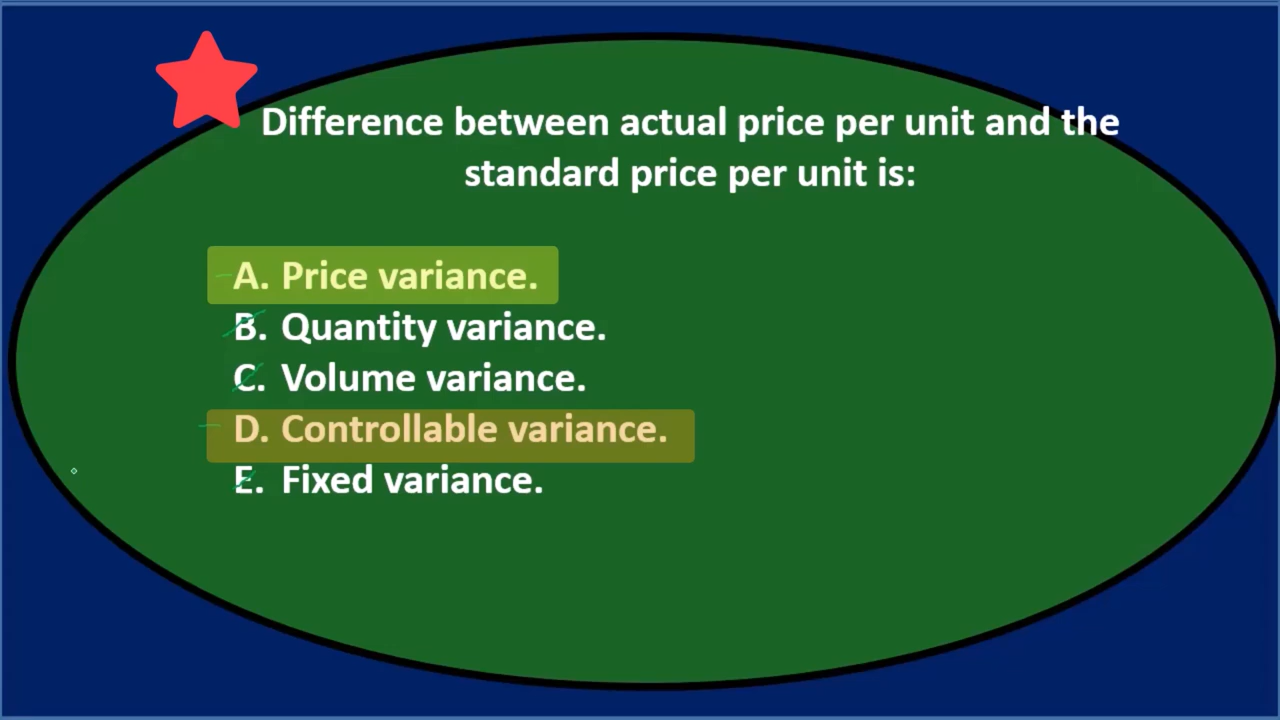 Difference between actual price per unit and the
standard price per unit is:
A. Price variance.
B. Quantity variance.
C. Volume variance.
D. Controllable variance.
E. Fixed variance.